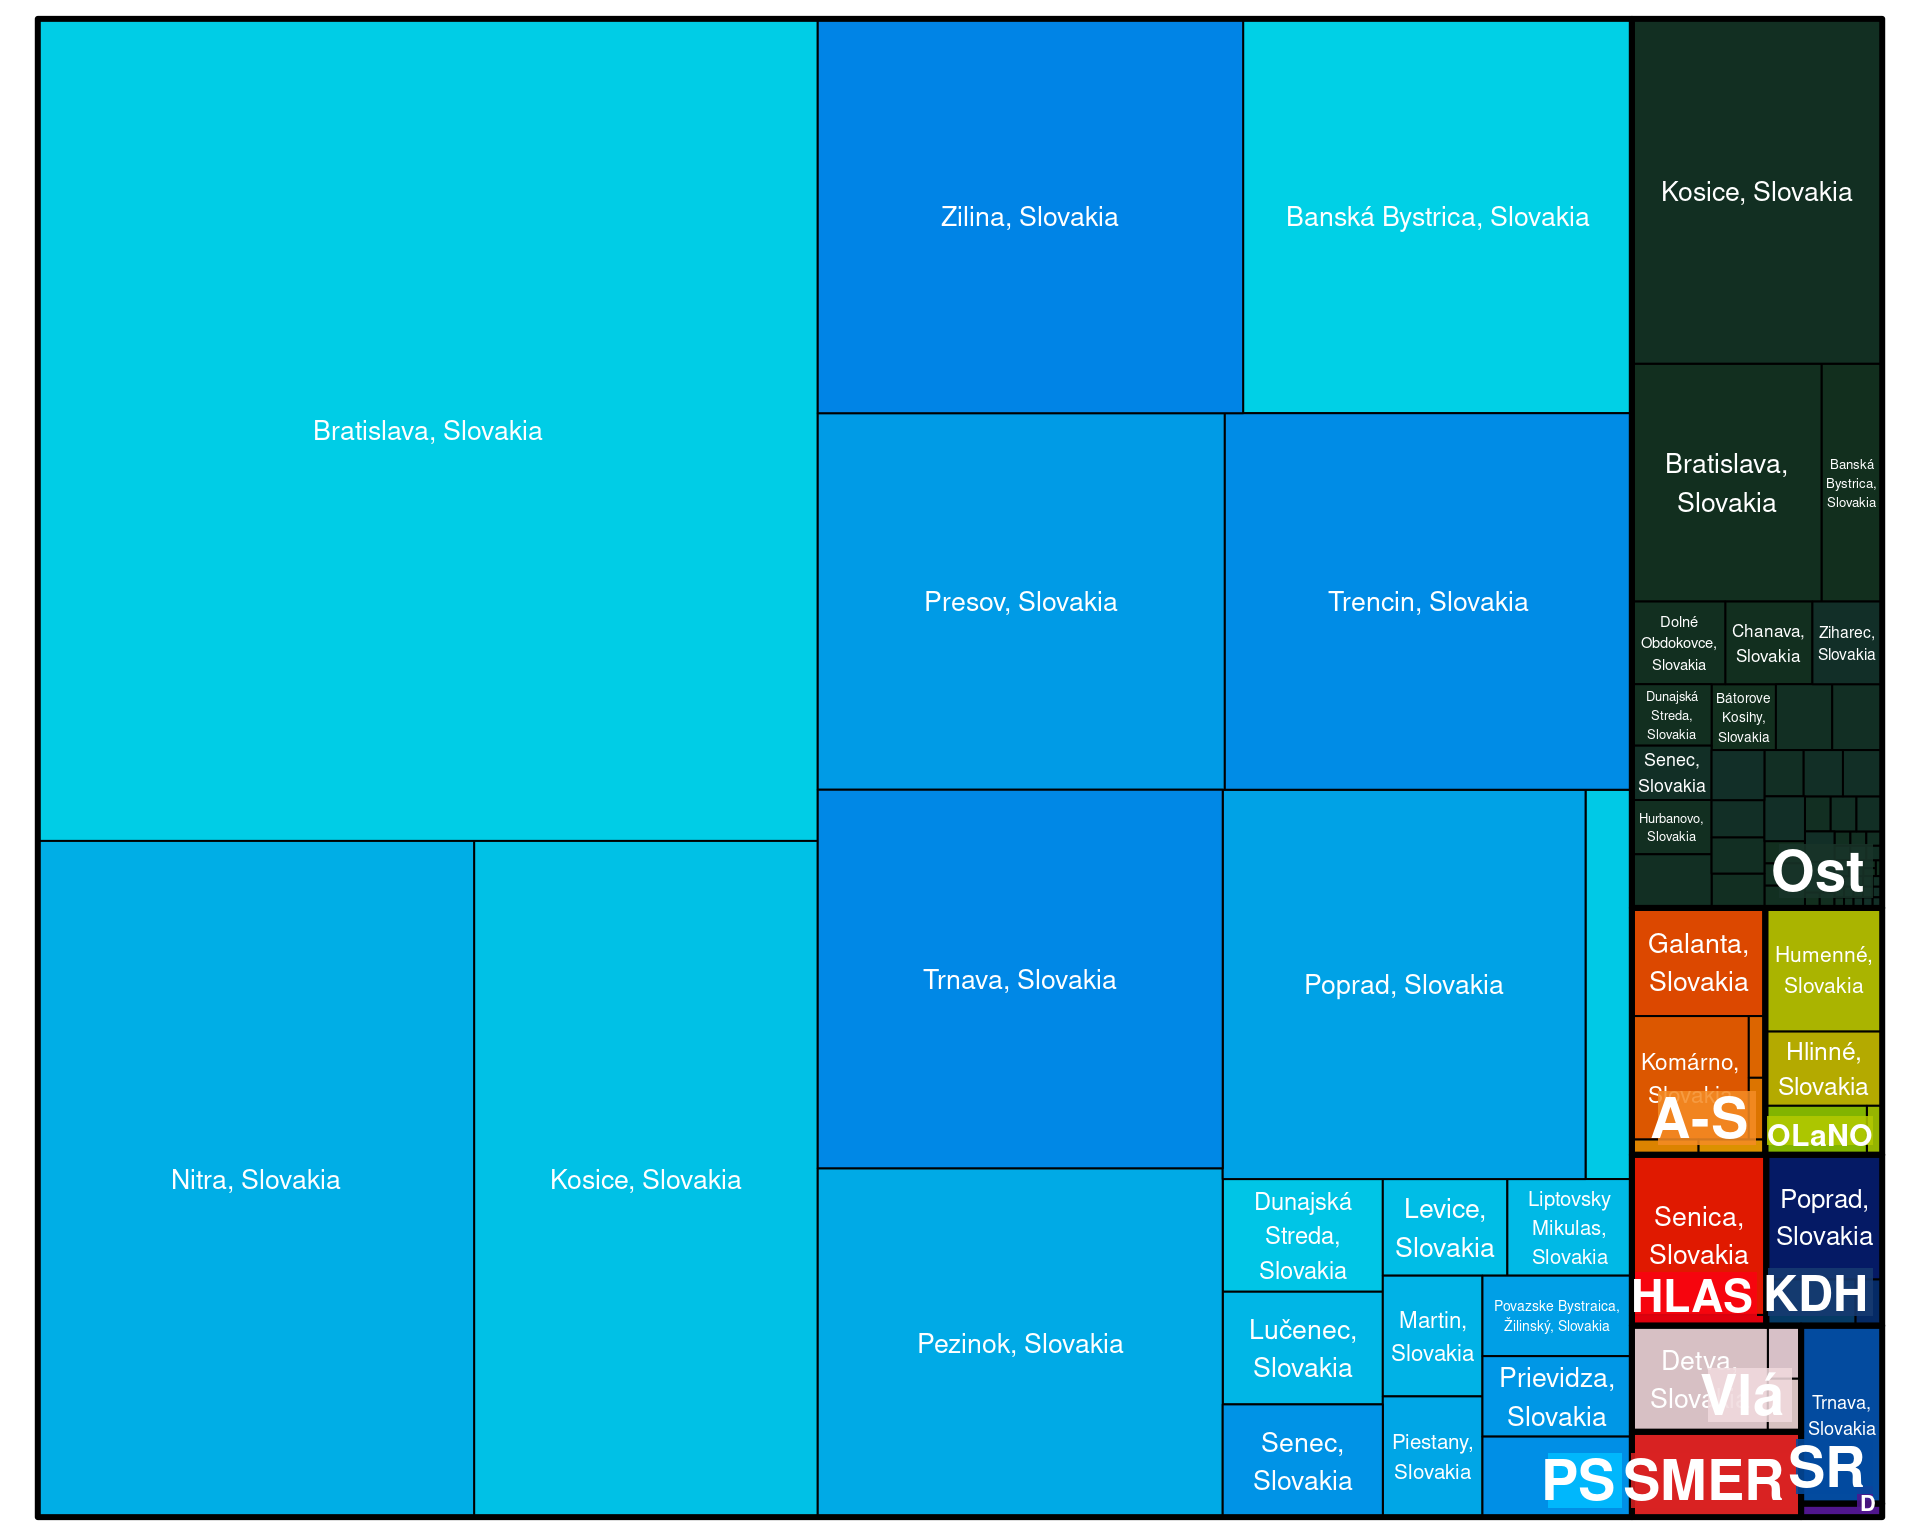 Bratislava, Slovakia
Nitra, Slovakia
Kosice, Slovakia
Zilina, Slovakia
Banská Bystrica, Slovakia
Presov, Slovakia
Trencin, Slovakia
Trnava, Slovakia
Poprad, Slovakia
Pezinok, Slovakia
Dunajská
Streda,
Slovakia
Levice,
Slovakia
Liptovsky
Mikulas,
Slovakia
Lučenec,
Slovakia
Martin,
Slovakia
Povazske Bystraica,
Žilinský, Slovakia
Prievidza,
Slovakia
Senec,
Slovakia
Piestany,
Slovakia
PS
Kosice, Slovakia
Bratislava,
Slovakia
Banská
Bystrica,
Slovakia
Dolné
Obdokovce,
Slovakia
Chanava,
Slovakia
Ziharec,
Slovakia
Dunajská
Streda,
Slovakia
Bátorove
Kosihy,
Slovakia
Senec,
Slovakia
Hurbanovo,
Slovakia
Ost
Galanta,
Slovakia
Komárno,
Slovakia
A-S
Humenné,
Slovakia
Hlinné,
Slovakia
OLaNO
Senica,
Slovakia
HLAS
Poprad,
Slovakia
KDH
Detva,
Slovakia
Vlá
Trnava,
Slovakia
SR
SMER
D